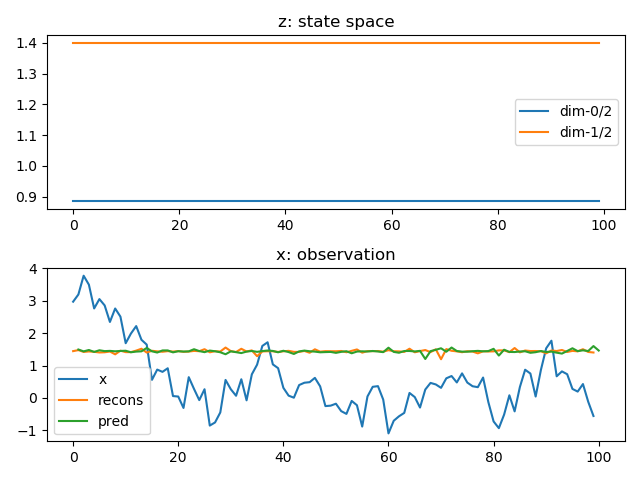 z: state space
1.4
1.3
1.2
1.1
1.0
0.9
dim-0/2
dim-1/2
0 20 40 60 80 100
x: observation
4
3
2
1
0
−1
x
recons
pred
0 20 40 60 80 100